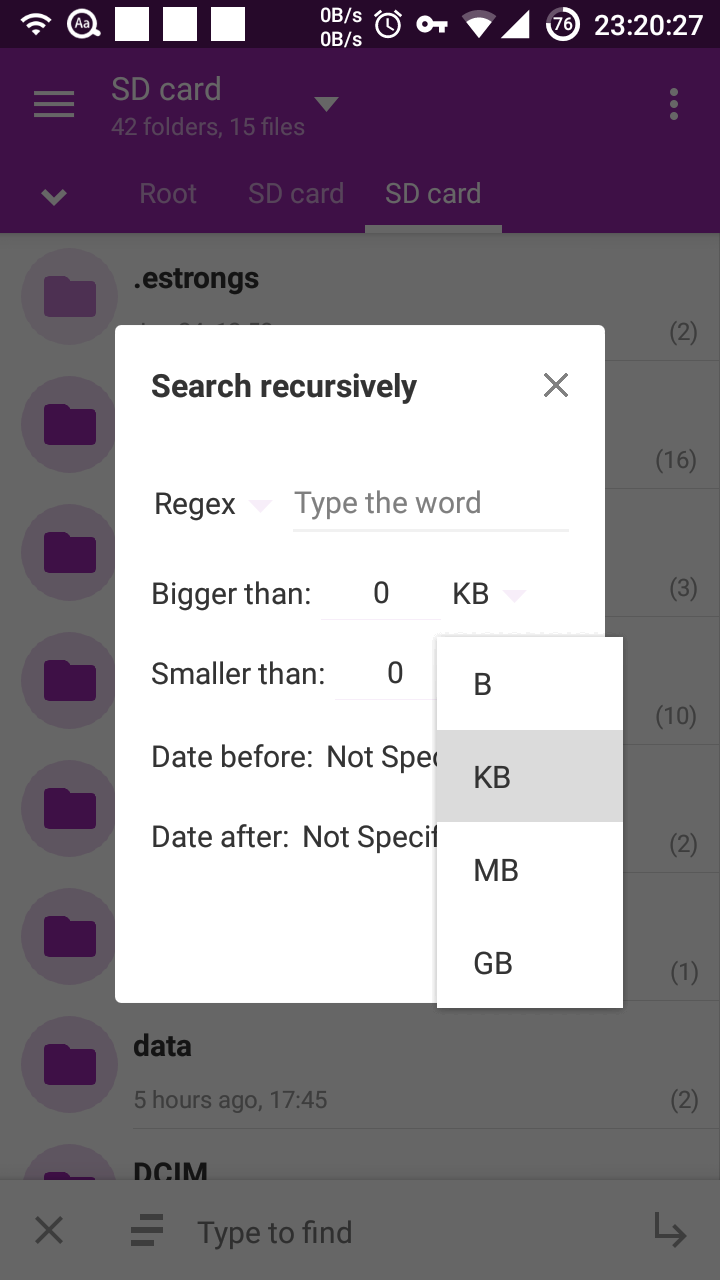 Aa
0B/s
0B/s
76
23:20:27
SD card
42 folders, 15 files
Root
SD card
SD card
.estrongs
(2)
Search recursively
(16)
Regex
Type the word
Bigger than:
0
KB
(3)
Smaller than:
0
B
(10)
Date before:
Not Spec
KB
Date after:
Not Specif
(2)
MB
GB
(1)
data
5 hours ago, 17:45
(2)
DCIM
Type to find